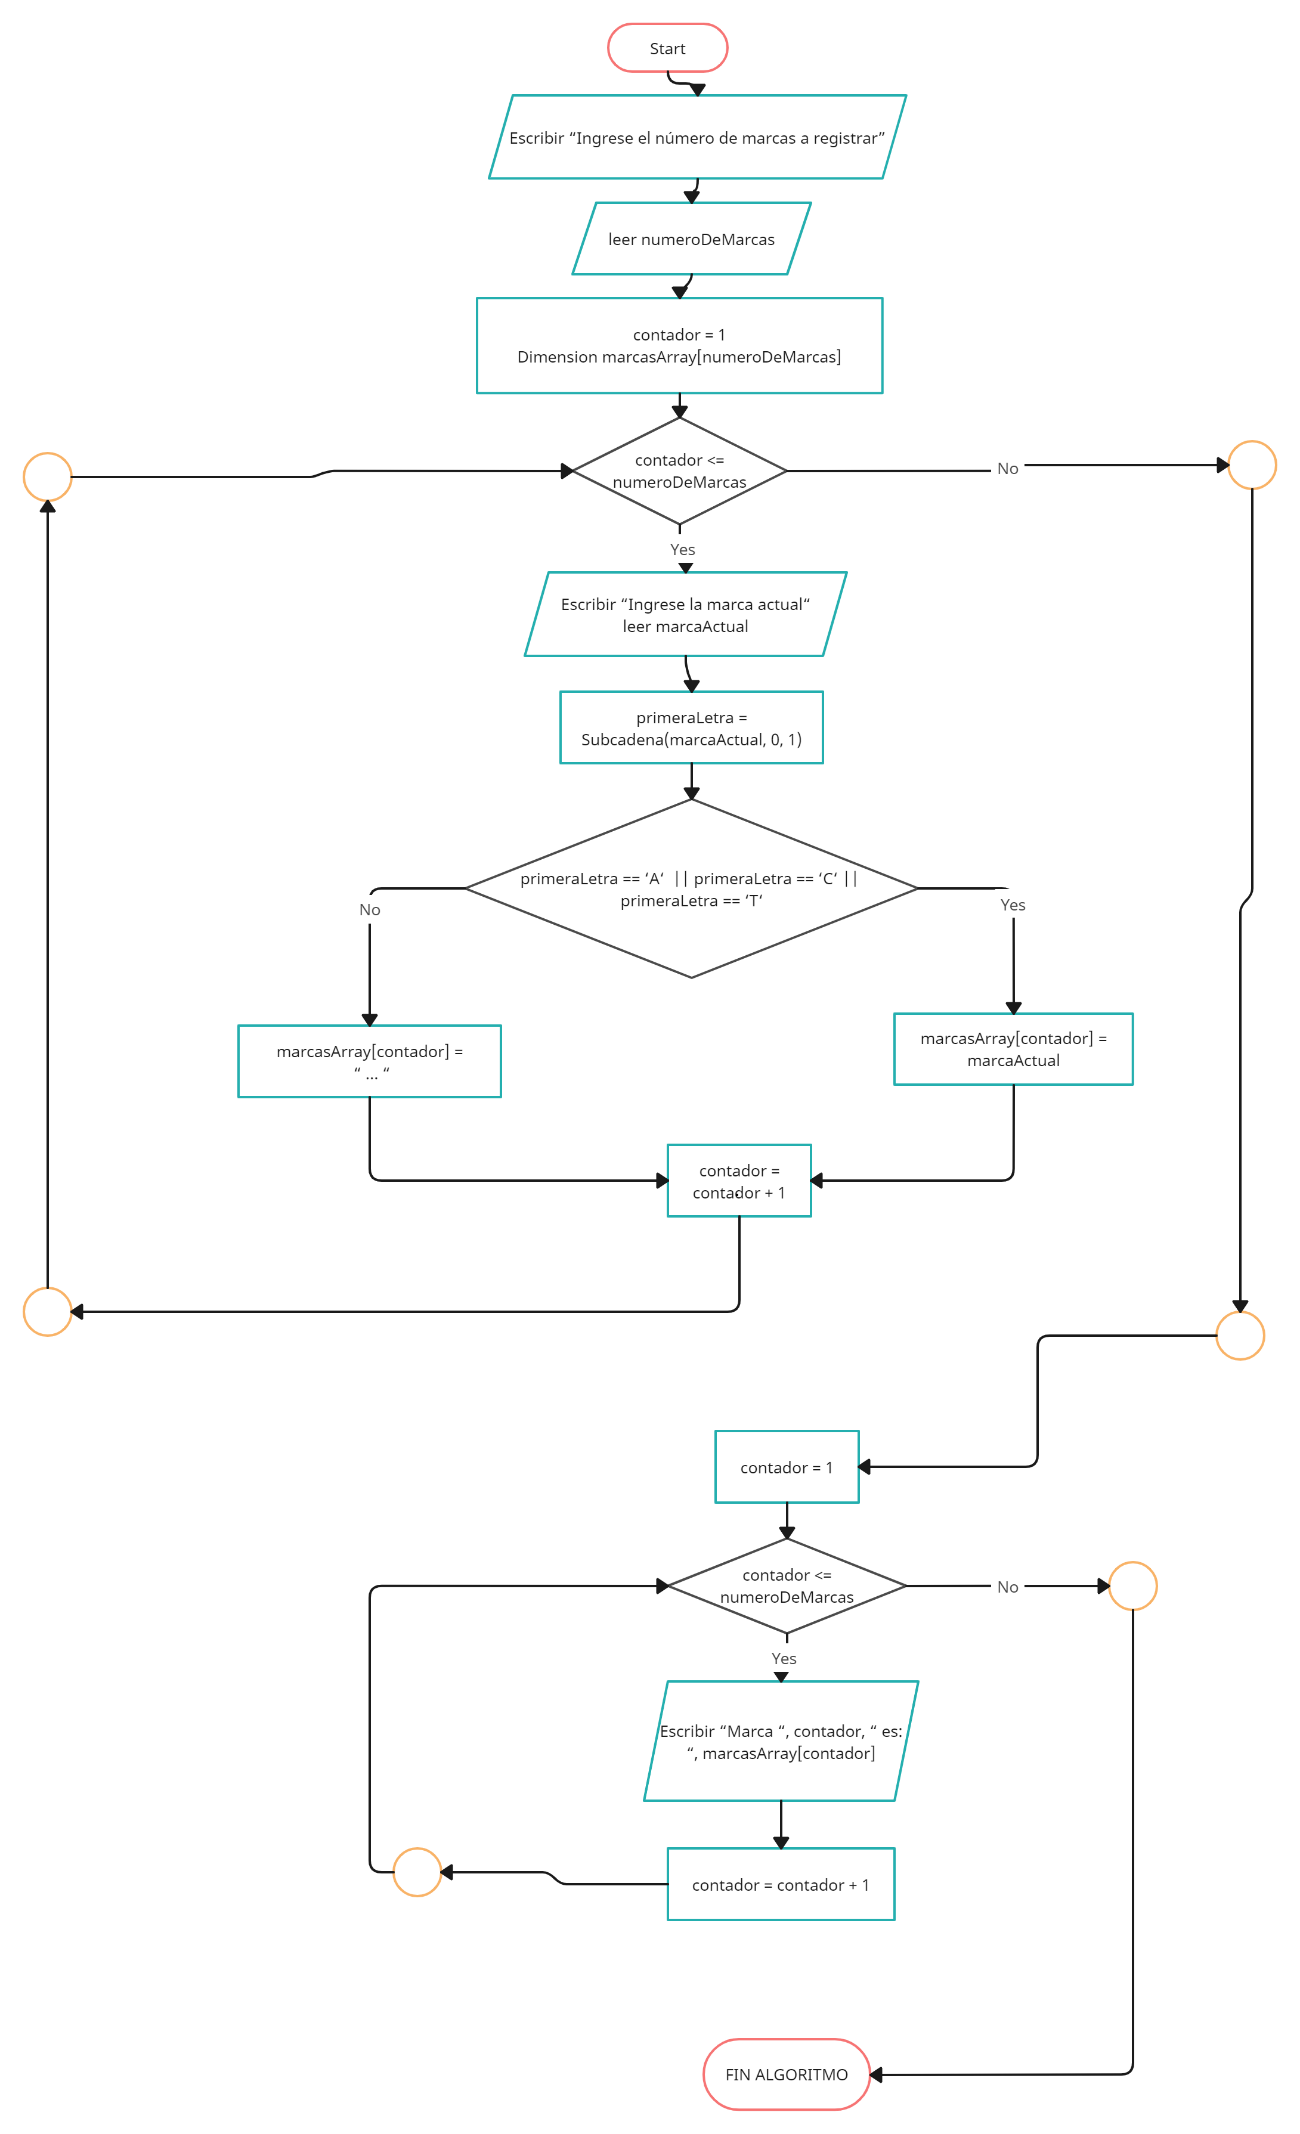 Start
Escribir “Ingrese el número de marcas a registrar”
leer numeroDeMarcas
contador = 1
Dimension marcasArray[numeroDeMarcas]
contador <=
numeroDeMarcas
No
Yes
Escribir “Ingrese la marca actual“
leer marcaActual
primeraLetra =
Subcadena(marcaActual, 0, 1)
primeraLetra == ‘A‘  || primeraLetra == ‘C‘ ||
primeraLetra == ‘T‘
No
Yes
marcasArray[contador] =
“ ... “
marcasArray[contador] =
marcaActual
contador =
contador + 1
contador = 1
contador <=
numeroDeMarcas
No
Yes
Escribir “Marca “, contador, “ es:
“, marcasArray[contador]
contador = contador + 1
FIN ALGORITMO